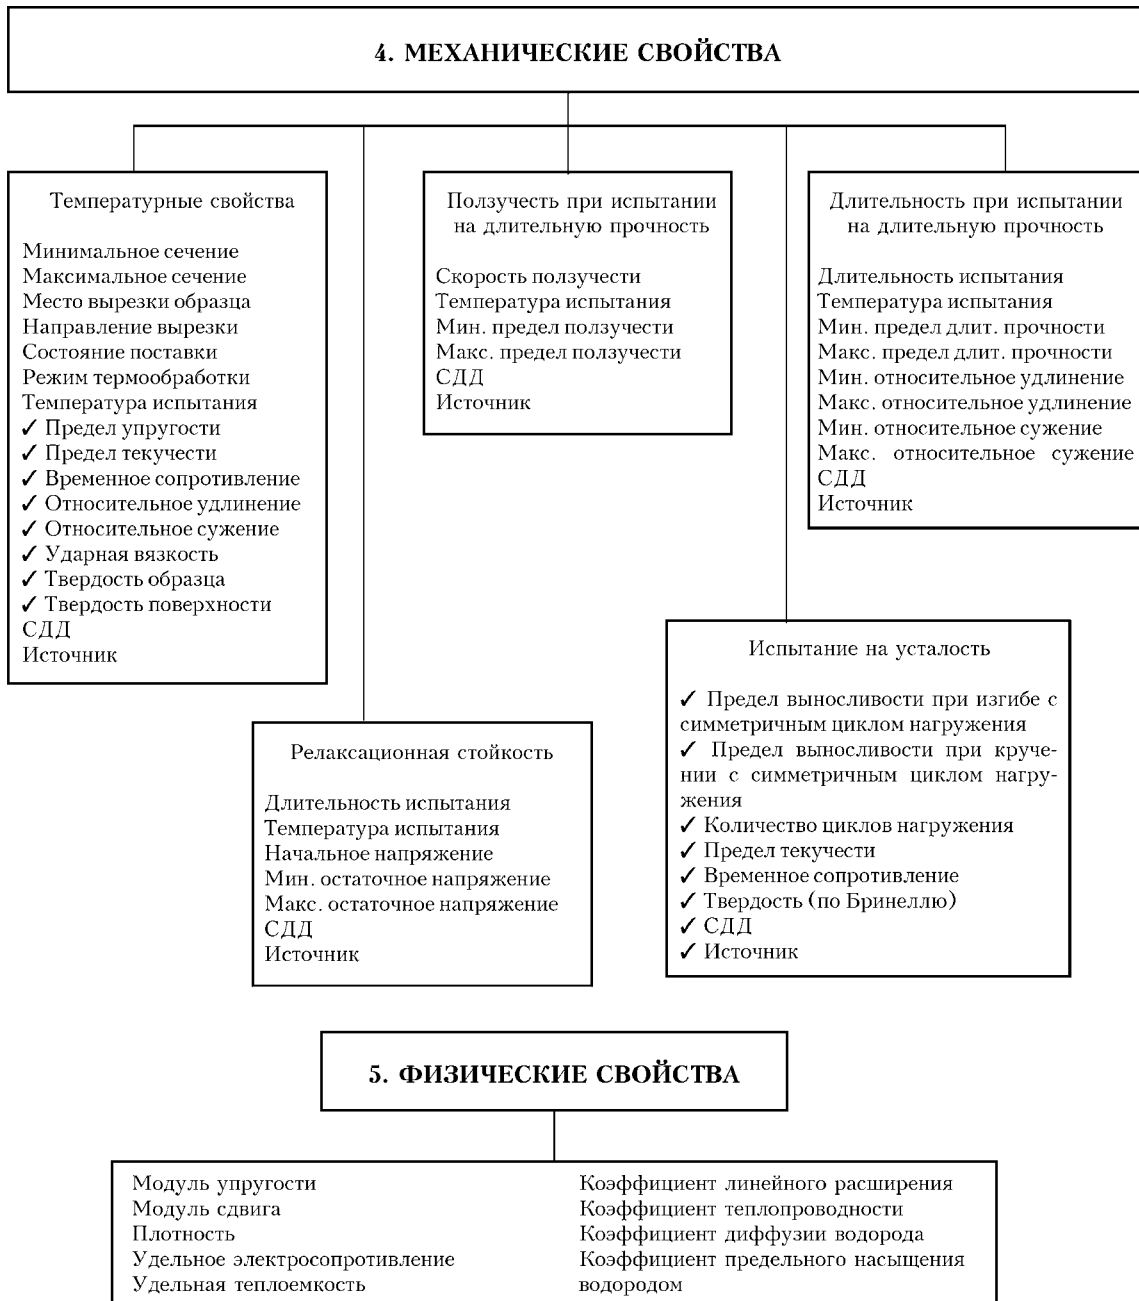 4. МЕХАНИЧЕСКИЕ СВОЙСТВА
Температурные свойства
Минимальное сечение
Максимальное сечение
Место вырезки образца
Направление вырезки
Состояние поставки
Режим термообработки
Температура испытания
✓ Предел упругости
✓ Предел текучести
✓ Временное сопротивление
✓ Относительное удлинение
✓ Относительное сужение
✓ Ударная вязкость
✓ Твердость образца
✓ Твердость поверхности
СДД
Источник
Ползучесть при испытании
на длительную прочность
Скорость ползучести
Температура испытания
Мин. предел ползучести
Макс. предел ползучести
СДД
Источник
Длительность при испытании
на длительную прочность
Длительность испытания
Температура испытания
Мин. предел длит. прочности
Макс. предел длит. прочности
Мин. относительное удлинение
Макс. относительное удлинение
Мин. относительное сужение
Макс. относительное сужение
СДД
Источник
Релаксационная стойкость
Длительность испытания
Температура испытания
Начальное напряжение
Мин. остаточное напряжение
Макс. остаточное напряжение
СДД
Источник
Испытание на усталость
✓ Предел выносливости при изгибе с
симметричным циклом нагружения
✓ Предел выносливости при круче-
нии с симметричным циклом нагру-
жения
✓ Количество циклов нагружения
✓ Предел текучести
✓ Временное сопротивление
✓ Твердость (по Бринеллю)
✓ СДД
✓ Источник
5. ФИЗИЧЕСКИЕ СВОЙСТВА
Модуль упругости
Модуль сдвига
Плотность
Удельное электросопротивление
Удельная теплоемкость
Коэффициент линейного расширения
Коэффициент теплопроводности
Коэффициент диффузии водорода
Коэффициент предельного насыщения
водородом